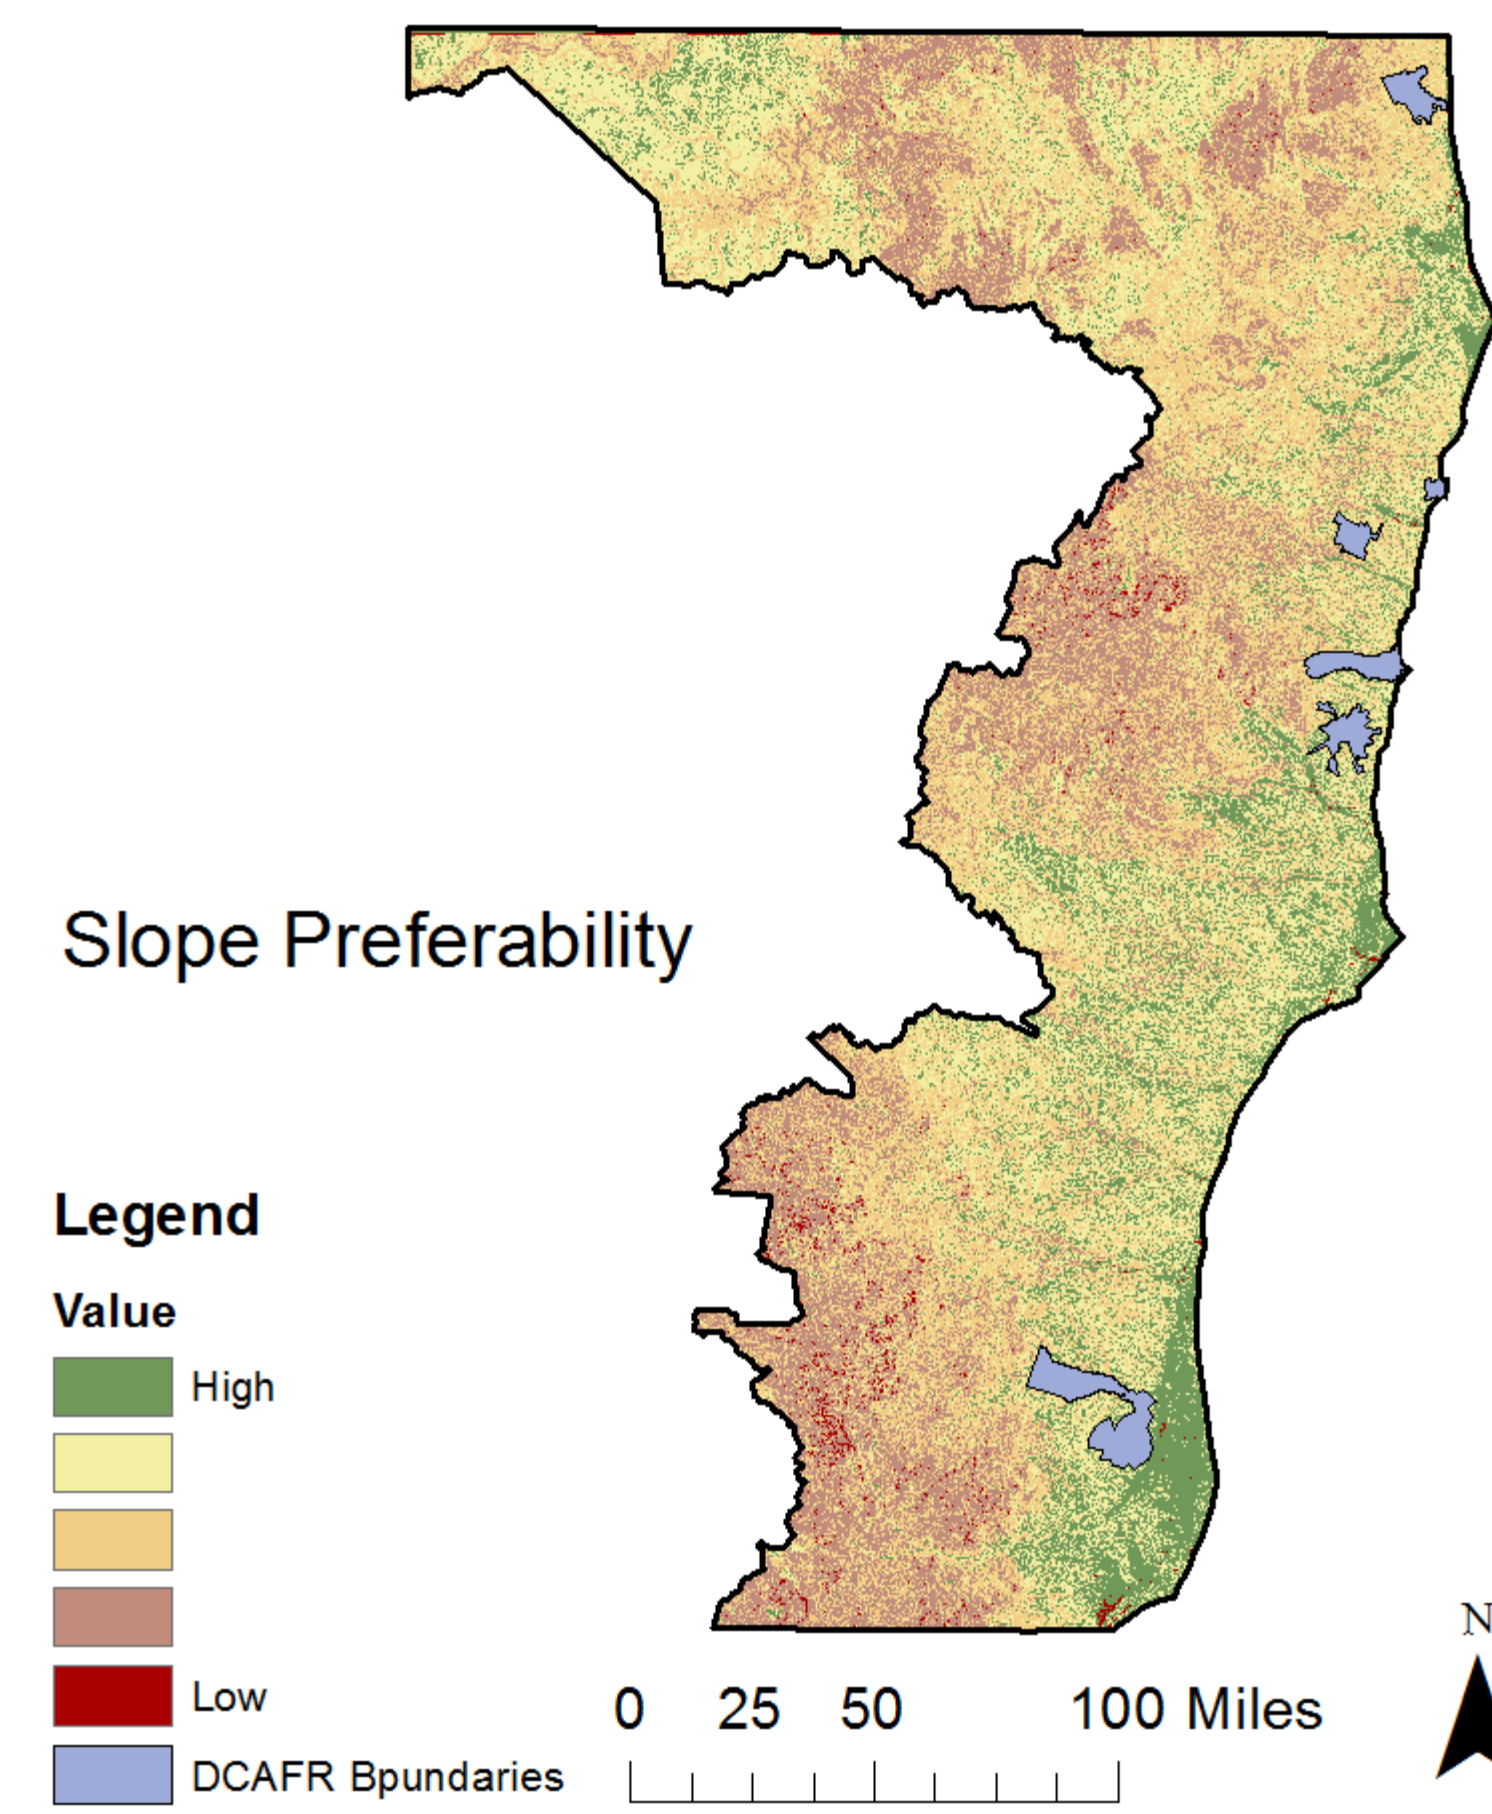 Slope Preferability
Legend
Value
High
Low
DCAFR Bpundaries
0 25 50 100 Miles
N